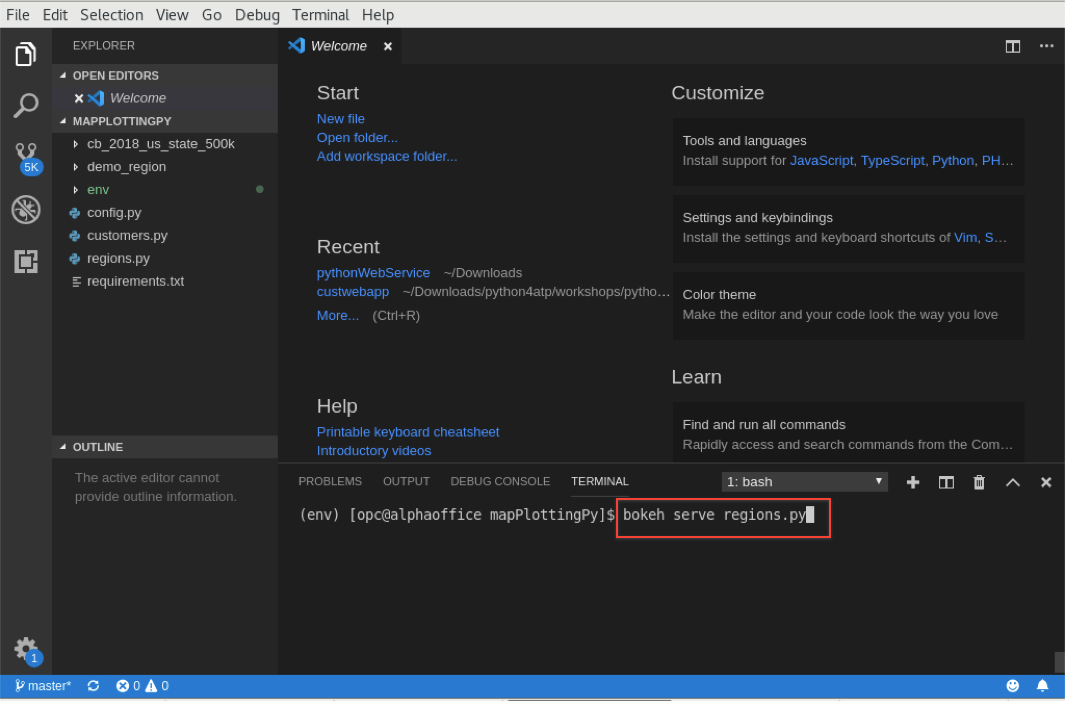 File Edit Selection View Go Debug Terminal Help
EXPLORER
OPEN EDITORS
Welcome
MAPPLOTTINGPY
cb_2018_us_state_500k
demo_region
env
config.py
customers.py
regions.py
requirements.txt
OUTLINE
The active editor cannot
provide outline information.
5K
1
Welcome
Start
New file
Open folder...
Add workspace folder...
Recent
pythonWebService ~/Downloads
custwebapp ~/Downloads/python4atp/workshops/pytho...
More... (Ctrl+R)
Help
Printable keyboard cheatsheet
Introductory videos
Customize
Tools and languages
Install support for JavaScript, TypeScript, Python, PH...
Settings and keybindings
Install the settings and keyboard shortcuts of Vim, S...
Color theme
Make the editor and your code look the way you love
Learn
Find and run all commands
Rapidly access and search commands from the Com...
PROBLEMS OUTPUT DEBUG CONSOLE TERMINAL 1: bash
(env) [opc@alphaoffice mapPlottingPy]$ bokeh serve regions.py
master* 0 0